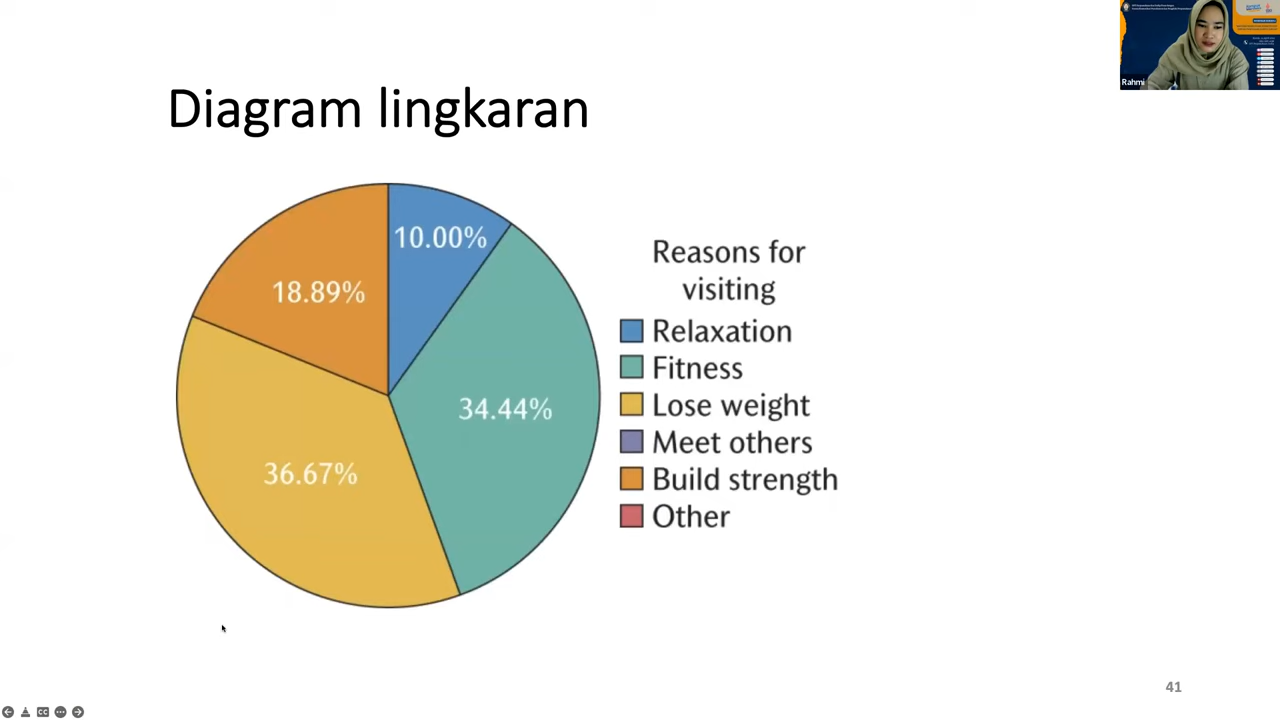 Diagram lingkaran
10.00%
18.89%
34.44%
36.67%
Reasons for
visiting
Relaxation
Fitness
Lose weight
Meet others
Build strength
Other
Rahmi
41
CC